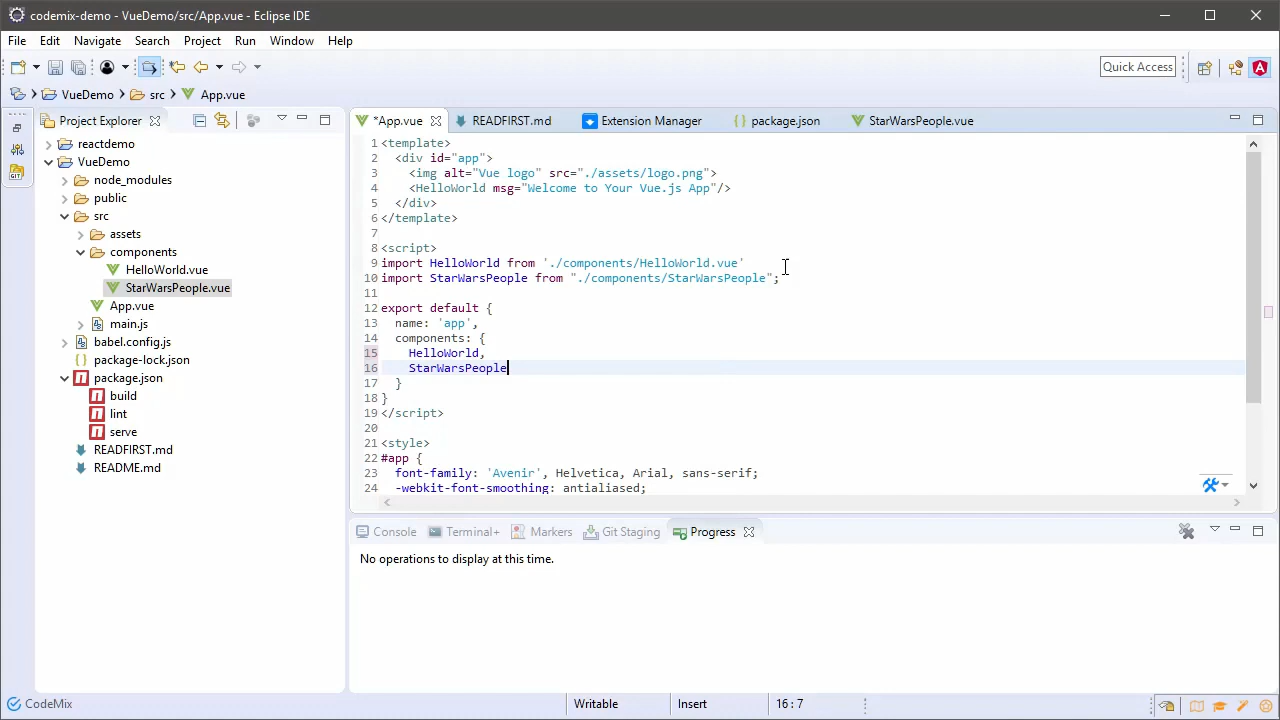 codemix-demo - VueDemo/src/App.vue - Eclipse IDE
File Edit Navigate Search Project Run Window Help
Quick Access
VueDemo src App.vue
Project Explorer
reactdemo
VueDemo
node_modules
public
src
assets
components
HelloWorld.vue
StarWarsPeople.vue
App.vue
main.js
babel.config.js
package-lock.json
package.json
build
lint
serve
READFIRST.md
README.md
*App.vue READFIRST.md Extension Manager package.json StarWarsPeople.vue
1 <template>
2 <div id="app">
3 <img alt="Vue logo" src="./assets/logo.png">
4 <HelloWorld msg="Welcome to Your Vue.js App"/>
5 </div>
6 </template>
7
8 <script>
9 import HelloWorld from './components/HelloWorld.vue'
10 import StarWarsPeople from "./components/StarWarsPeople";
11
12 export default {
13 name: 'app',
14 components: {
15 HelloWorld,
16 StarWarsPeople
17 }
18 }
19 </script>
20
21 <style>
22 #app {
23 font-family: 'Avenir', Helvetica, Arial, sans-serif;
24 -webkit-font-smoothing: antialiased;
Console Terminal+ Markers Git Staging Progress
No operations to display at this time.
CodeMix Writable Insert 16 : 7